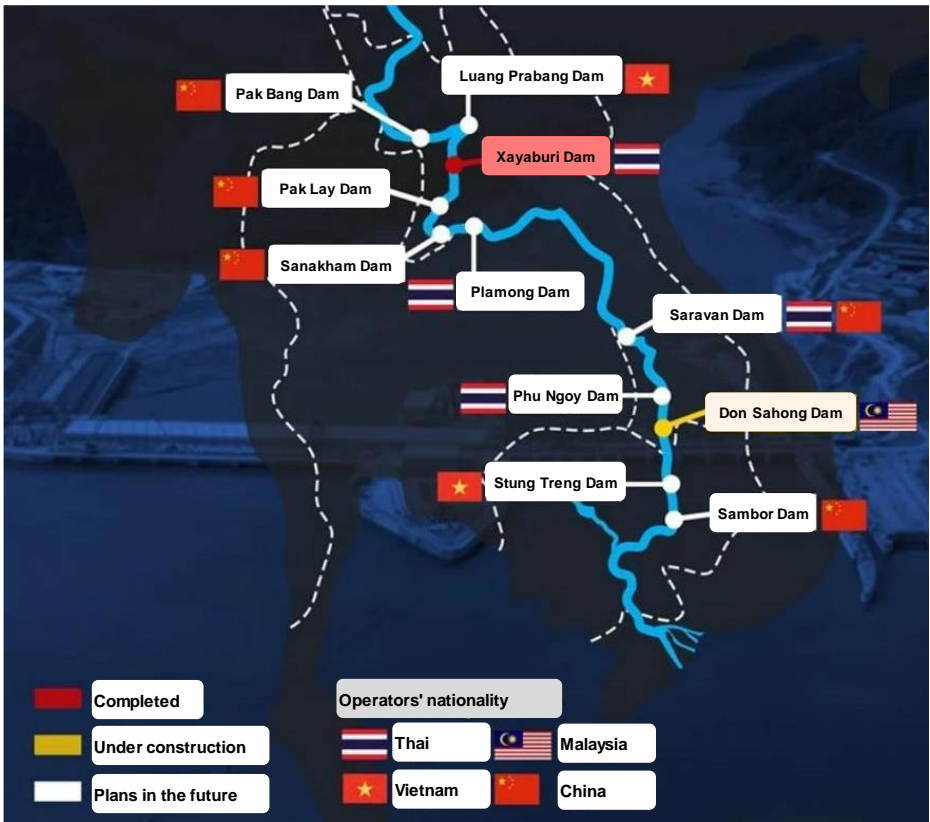 Luang Prabang Dam
Pak Bang Dam
Xayaburi Dam
Pak Lay Dam
Sanakham Dam
Plamong Dam
Saravan Dam
Phu Ngoy Dam
Don Sahong Dam
Stung Treng Dam
Sambor Dam
Completed
Under construction
Plans in the future
Operators' nationality
Thai
Malaysia
Vietnam
China